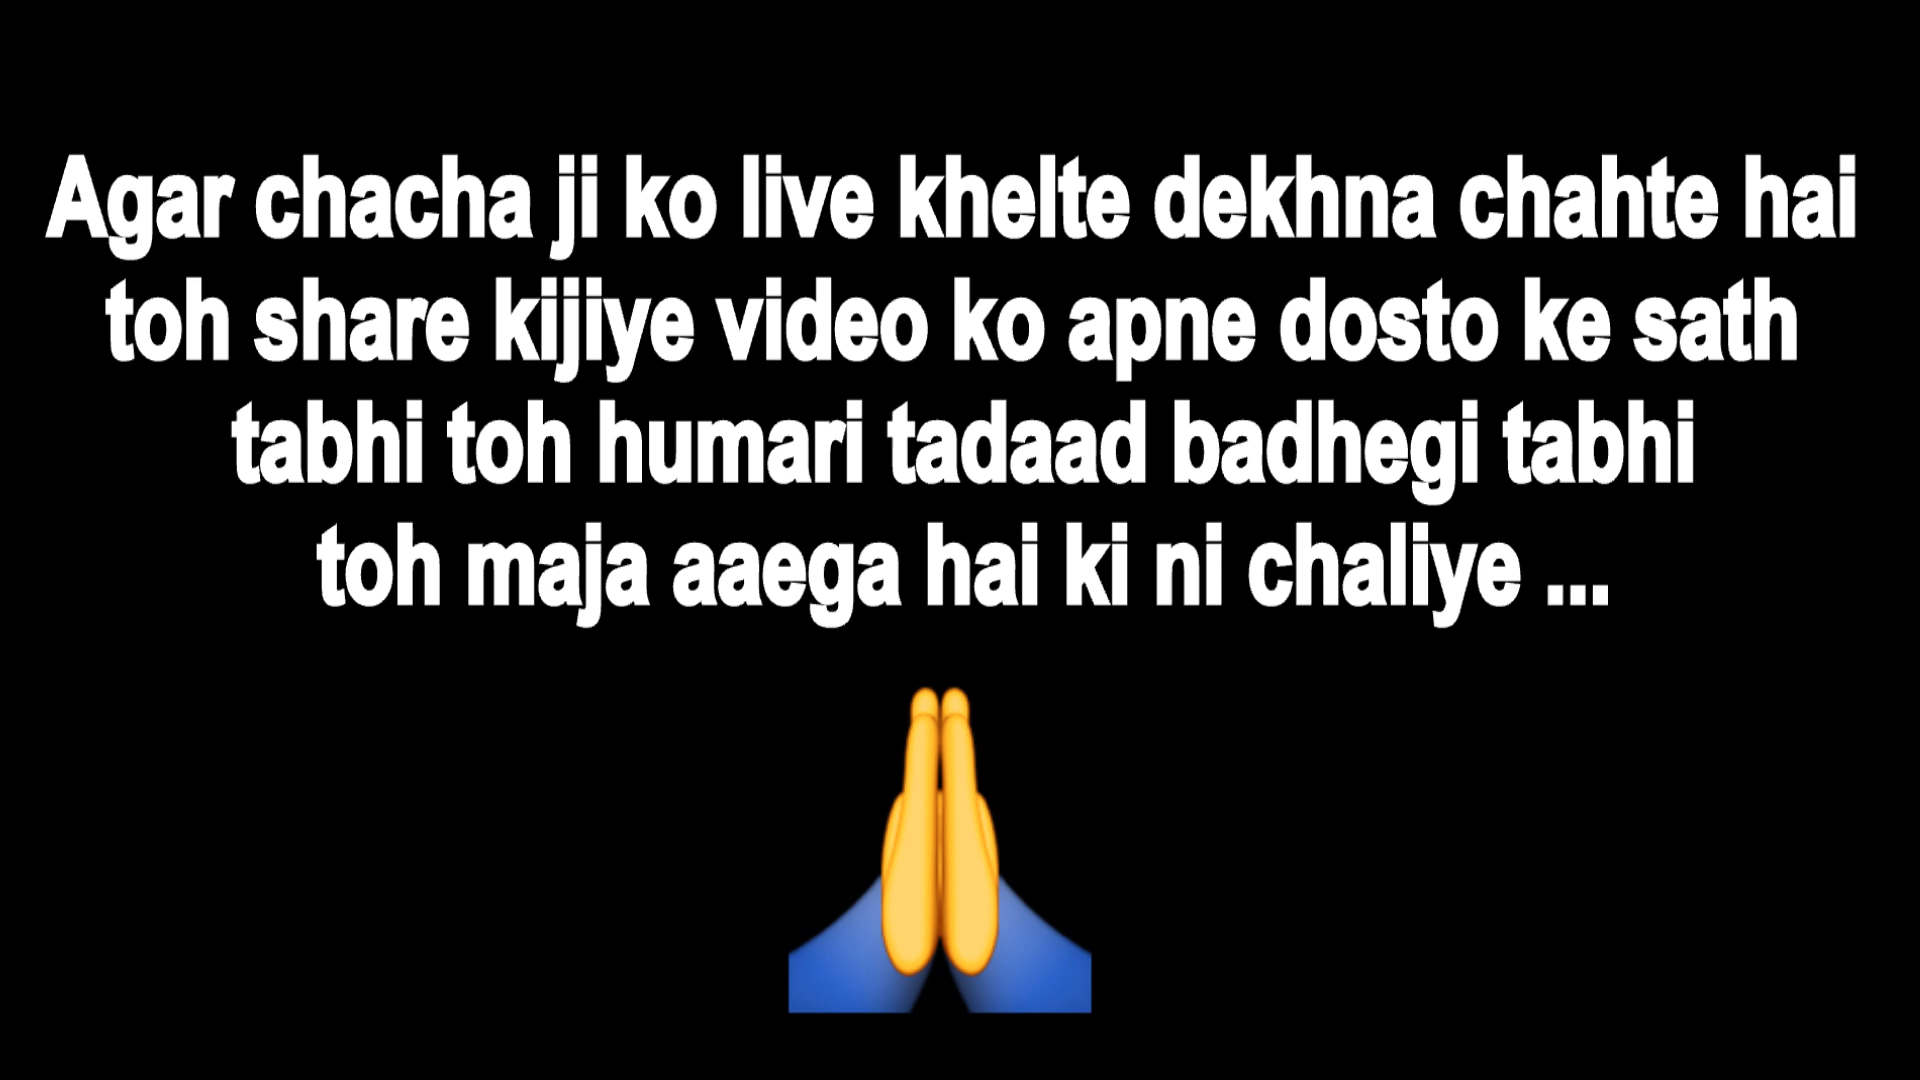 Agar chacha ji ko live khelte dekhna chahte hai
toh share kijiye video ko apne dosto ke sath
tabhi toh humari tadaad badhegi tabhi
toh maja aaega hai ki ni chaliye ...